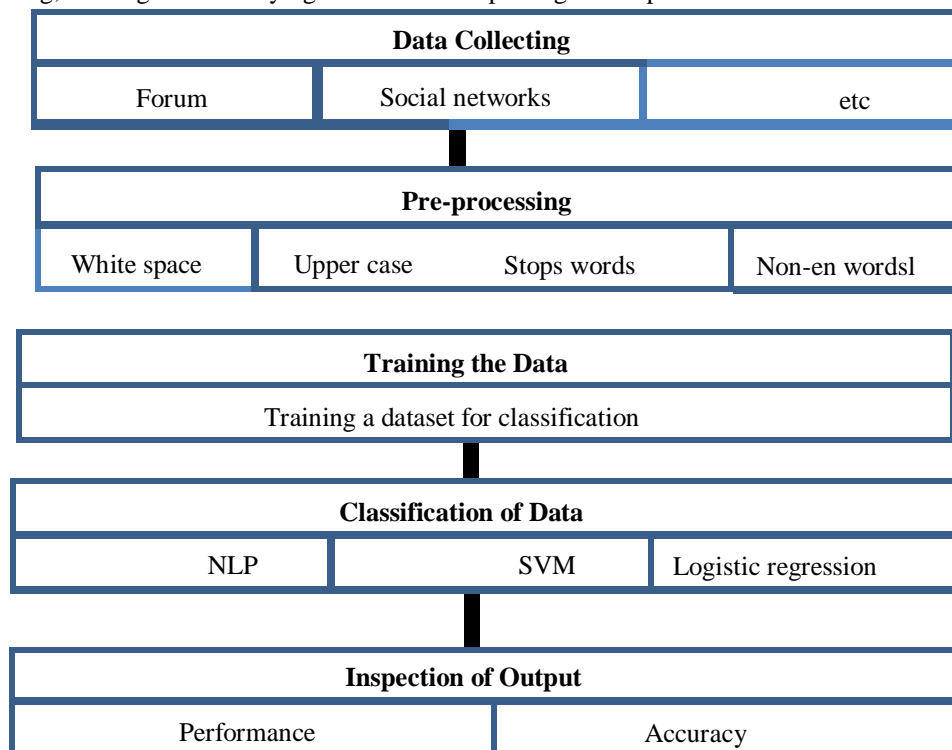 Data Collecting
Forum Social networks etc
Pre-processing
White space Upper case Stops words Non-en wordsl
Training the Data
Training a dataset for classification
Classification of Data
NLP SVM Logistic regression
Inspection of Output
Performance Accuracy